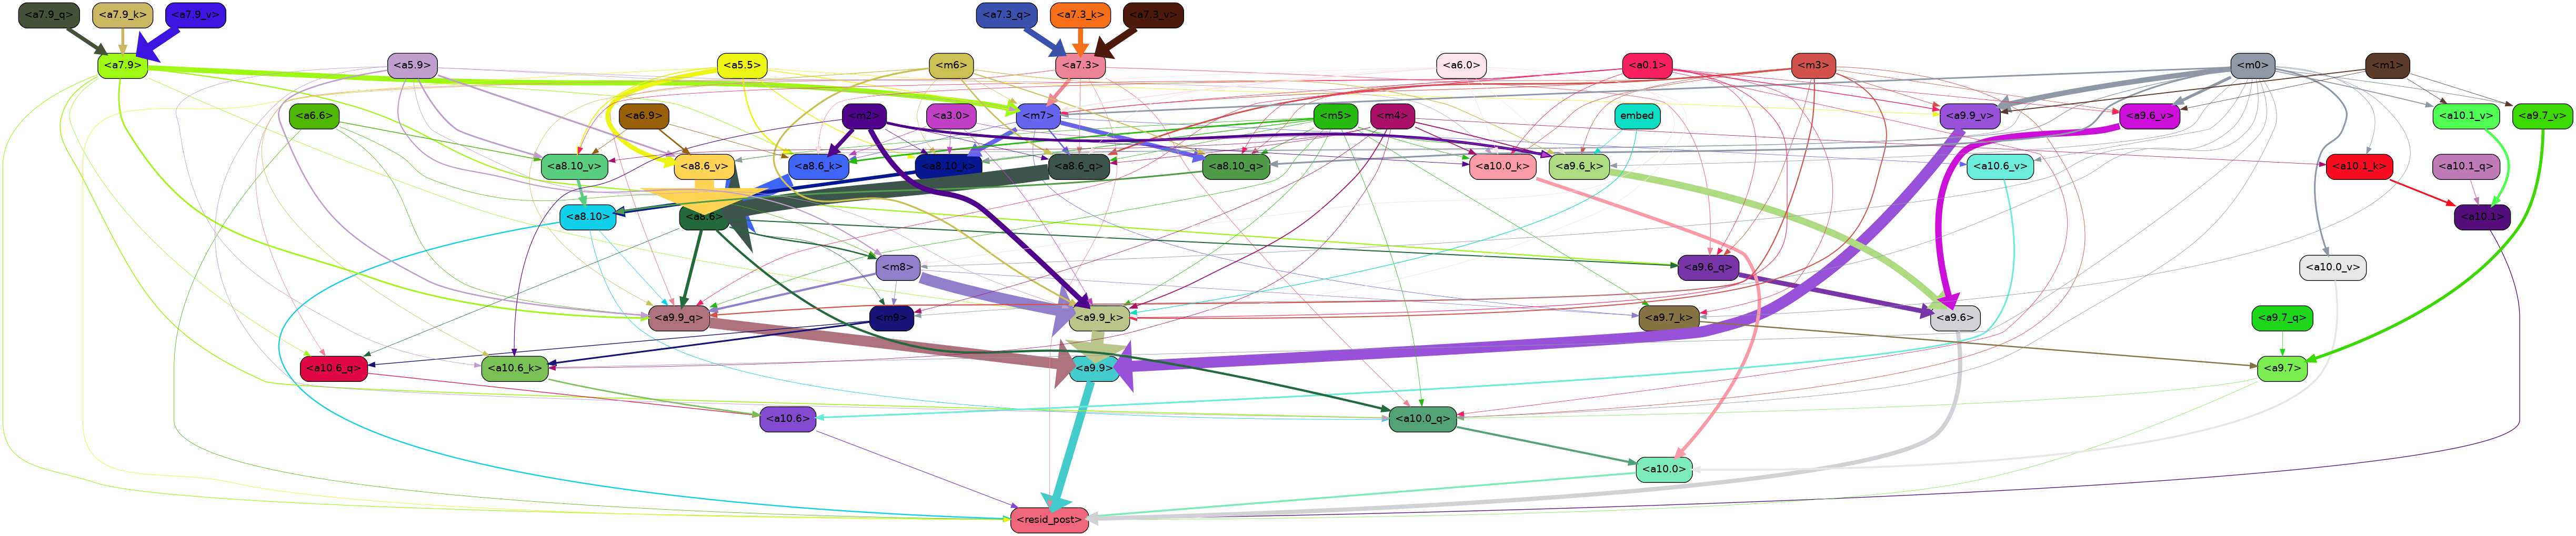 <a7.9_q> <a7.9_k> <a7.9_v> <a7.3_q> <a7.3_k> <a7.3_v>
<a7.9> <a5.9> <a5.5> <m6> <a7.3> <a6.0> <a0.1> <m3> <m0> <m1>
<a6.6> <a6.9> <m2> <a3.0> <m7> <m5> <m4> embed <a9.9_v> <a9.6_v> <a10.1_v> <a9.7_v>
<a8.10_v> <a8.6_v> <a8.6_k> <a8.10_k> <a8.6_q> <a8.10_q> <a10.0_k> <a9.6_k> <a10.6_v> <a10.1_k> <a10.1_q>
<a8.10> <a8.6> <a10.1>
<m8> <a9.6_q> <a10.0_v>
<a9.9_q> <m9> <a9.9_k> <a9.7_k> <a9.6> <a9.7_q>
<a10.6_q> <a10.6_k> <a9.9> <a9.7>
<a10.6> <a10.0_q>
<a10.0>
<resid_post>